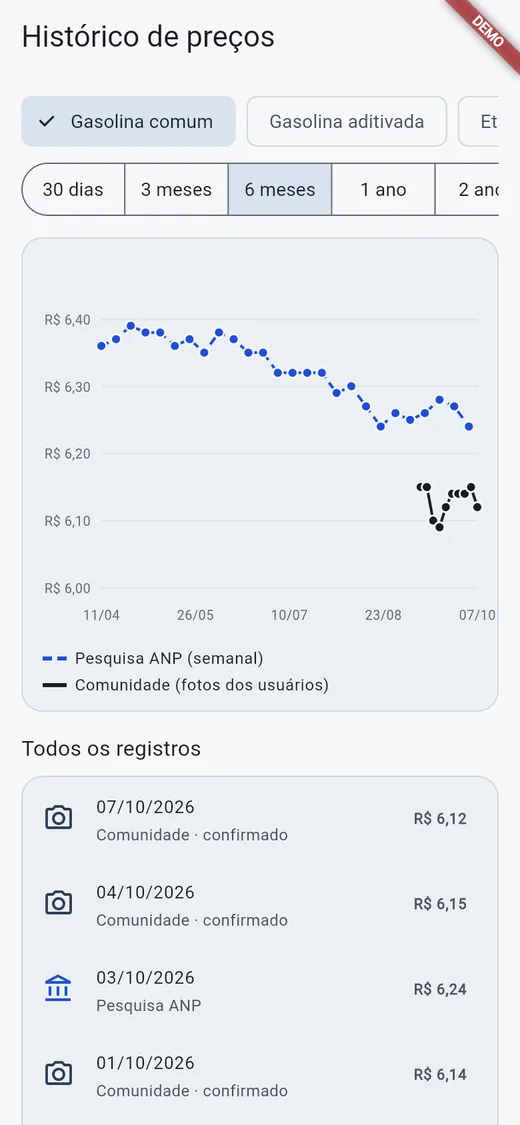 Histórico de preços
DEMO
Gasolina comum
Gasolina aditivada
Et
30 dias
3 meses
6 meses
1 ano
2 an
R$ 6,40
R$ 6,30
R$ 6,20
R$ 6,10
R$ 6,00
11/04
26/05
10/07
23/08
07/10
Pesquisa ANP (semanal)
Comunidade (fotos dos usuários)
Todos os registros
07/10/2026
Comunidade · confirmado
R$ 6,12
04/10/2026
Comunidade · confirmado
R$ 6,15
03/10/2026
Pesquisa ANP
R$ 6,24
01/10/2026
Comunidade · confirmado
R$ 6,14